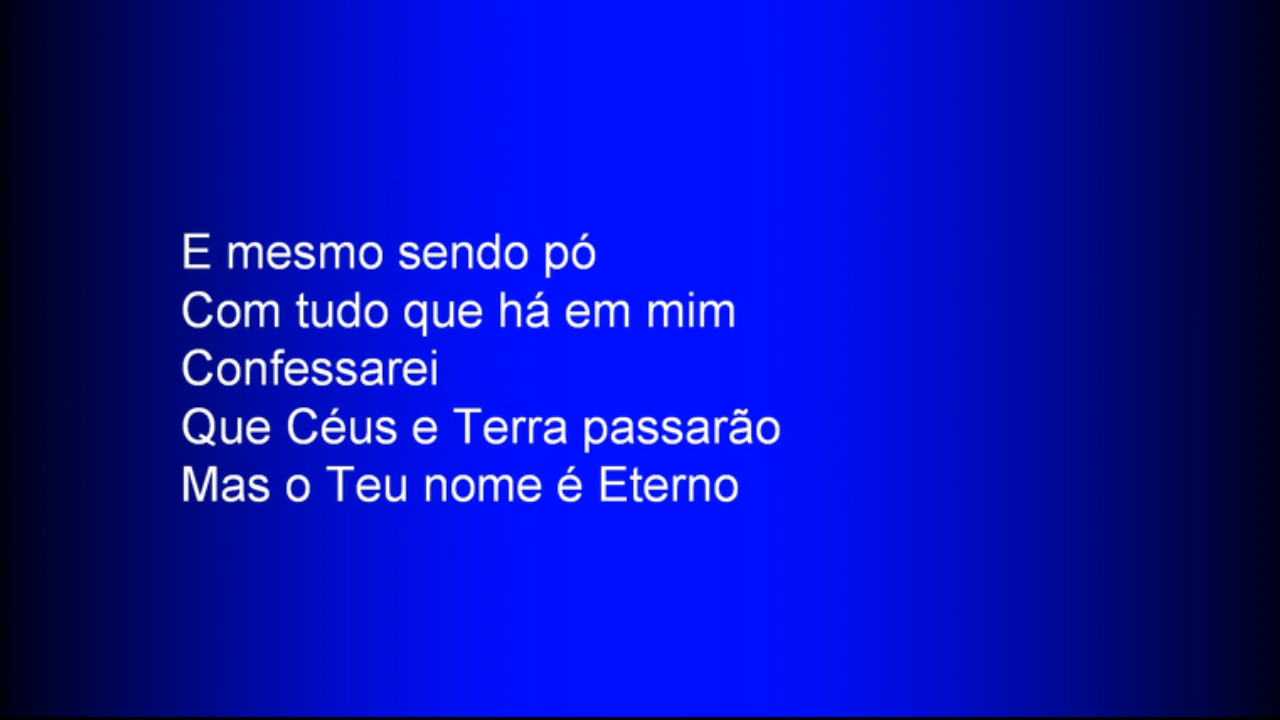 E mesmo sendo pó
Com tudo que há em mim
Confessarei
Que Céus e Terra passarão
Mas o Teu nome é Eterno